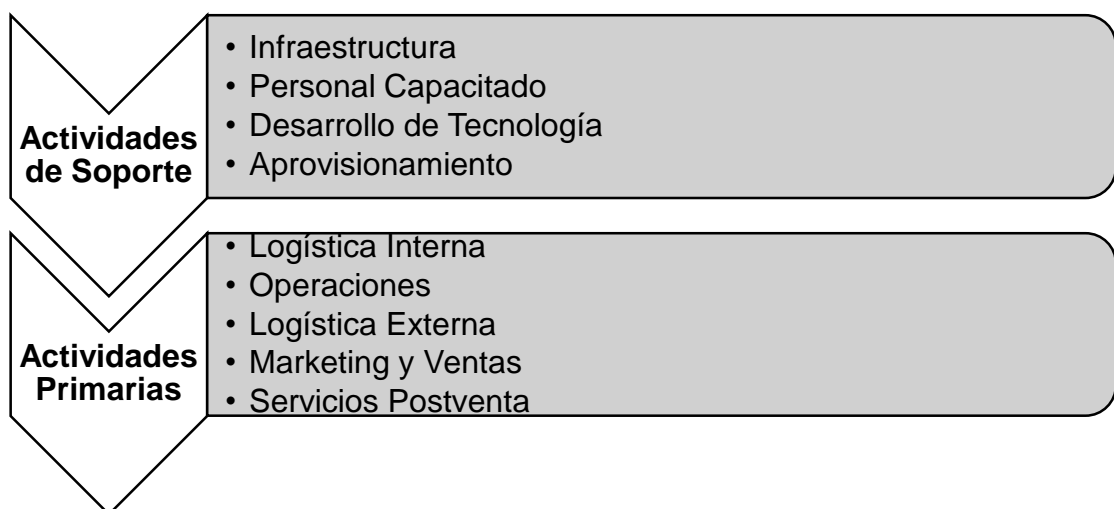 Actividades
de Soporte
• Infraestructura
• Personal Capacitado
• Desarrollo de Tecnología
• Aprovisionamiento
Actividades
Primarias
• Logística Interna
• Operaciones
• Logística Externa
• Marketing y Ventas
• Servicios Postventa